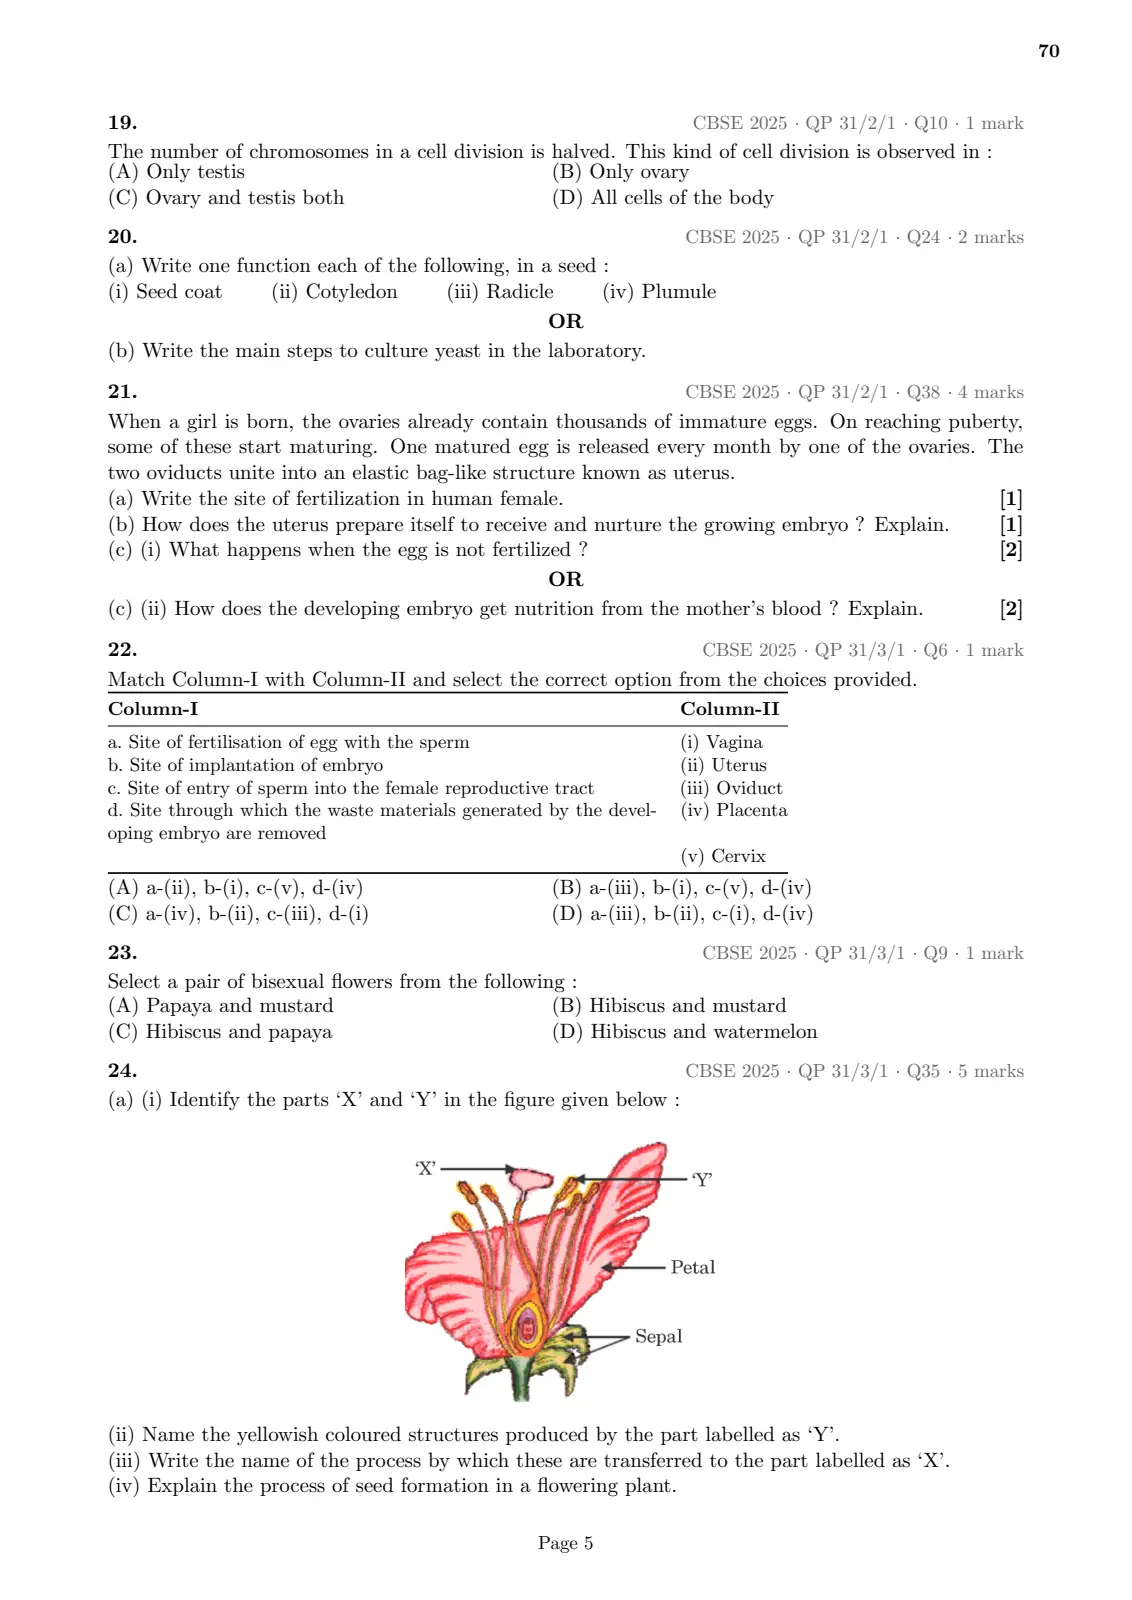 70
19. CBSE 2025 · QP 31/2/1 · Q10 · 1 mark
The number of chromosomes in a cell division is halved. This kind of cell division is observed in :
(A) Only testis (B) Only ovary
(C) Ovary and testis both (D) All cells of the body
20. CBSE 2025 · QP 31/2/1 · Q24 · 2 marks
(a) Write one function each of the following, in a seed :
(i) Seed coat (ii) Cotyledon (iii) Radicle (iv) Plumule
OR
(b) Write the main steps to culture yeast in the laboratory.
21. CBSE 2025 · QP 31/2/1 · Q38 · 4 marks
When a girl is born, the ovaries already contain thousands of immature eggs. On reaching puberty,
some of these start maturing. One matured egg is released every month by one of the ovaries. The
two oviducts unite into an elastic bag-like structure known as uterus.
(a) Write the site of fertilization in human female. [1]
(b) How does the uterus prepare itself to receive and nurture the growing embryo ? Explain. [1]
(c) (i) What happens when the egg is not fertilized ? [2]
OR
(c) (ii) How does the developing embryo get nutrition from the mother's blood ? Explain. [2]
22. CBSE 2025 · QP 31/3/1 · Q6 · 1 mark
Match Column-I with Column-II and select the correct option from the choices provided.
Column-I Column-II
a. Site of fertilisation of egg with the sperm (i) Vagina
b. Site of implantation of embryo (ii) Uterus
c. Site of entry of sperm into the female reproductive tract (iii) Oviduct
d. Site through which the waste materials generated by the devel- (iv) Placenta
oping embryo are removed
(v) Cervix
(A) a-(ii), b-(i), c-(v), d-(iv) (B) a-(iii), b-(i), c-(v), d-(iv)
(C) a-(iv), b-(ii), c-(iii), d-(i) (D) a-(iii), b-(ii), c-(i), d-(iv)
23. CBSE 2025 · QP 31/3/1 · Q9 · 1 mark
Select a pair of bisexual flowers from the following :
(A) Papaya and mustard (B) Hibiscus and mustard
(C) Hibiscus and papaya (D) Hibiscus and watermelon
24. CBSE 2025 · QP 31/3/1 · Q35 · 5 marks
(a) (i) Identify the parts 'X' and 'Y' in the figure given below :
'X'
'Y'
Petal
Sepal
(ii) Name the yellowish coloured structures produced by the part labelled as 'Y'.
(iii) Write the name of the process by which these are transferred to the part labelled as 'X'.
(iv) Explain the process of seed formation in a flowering plant.
Page 5